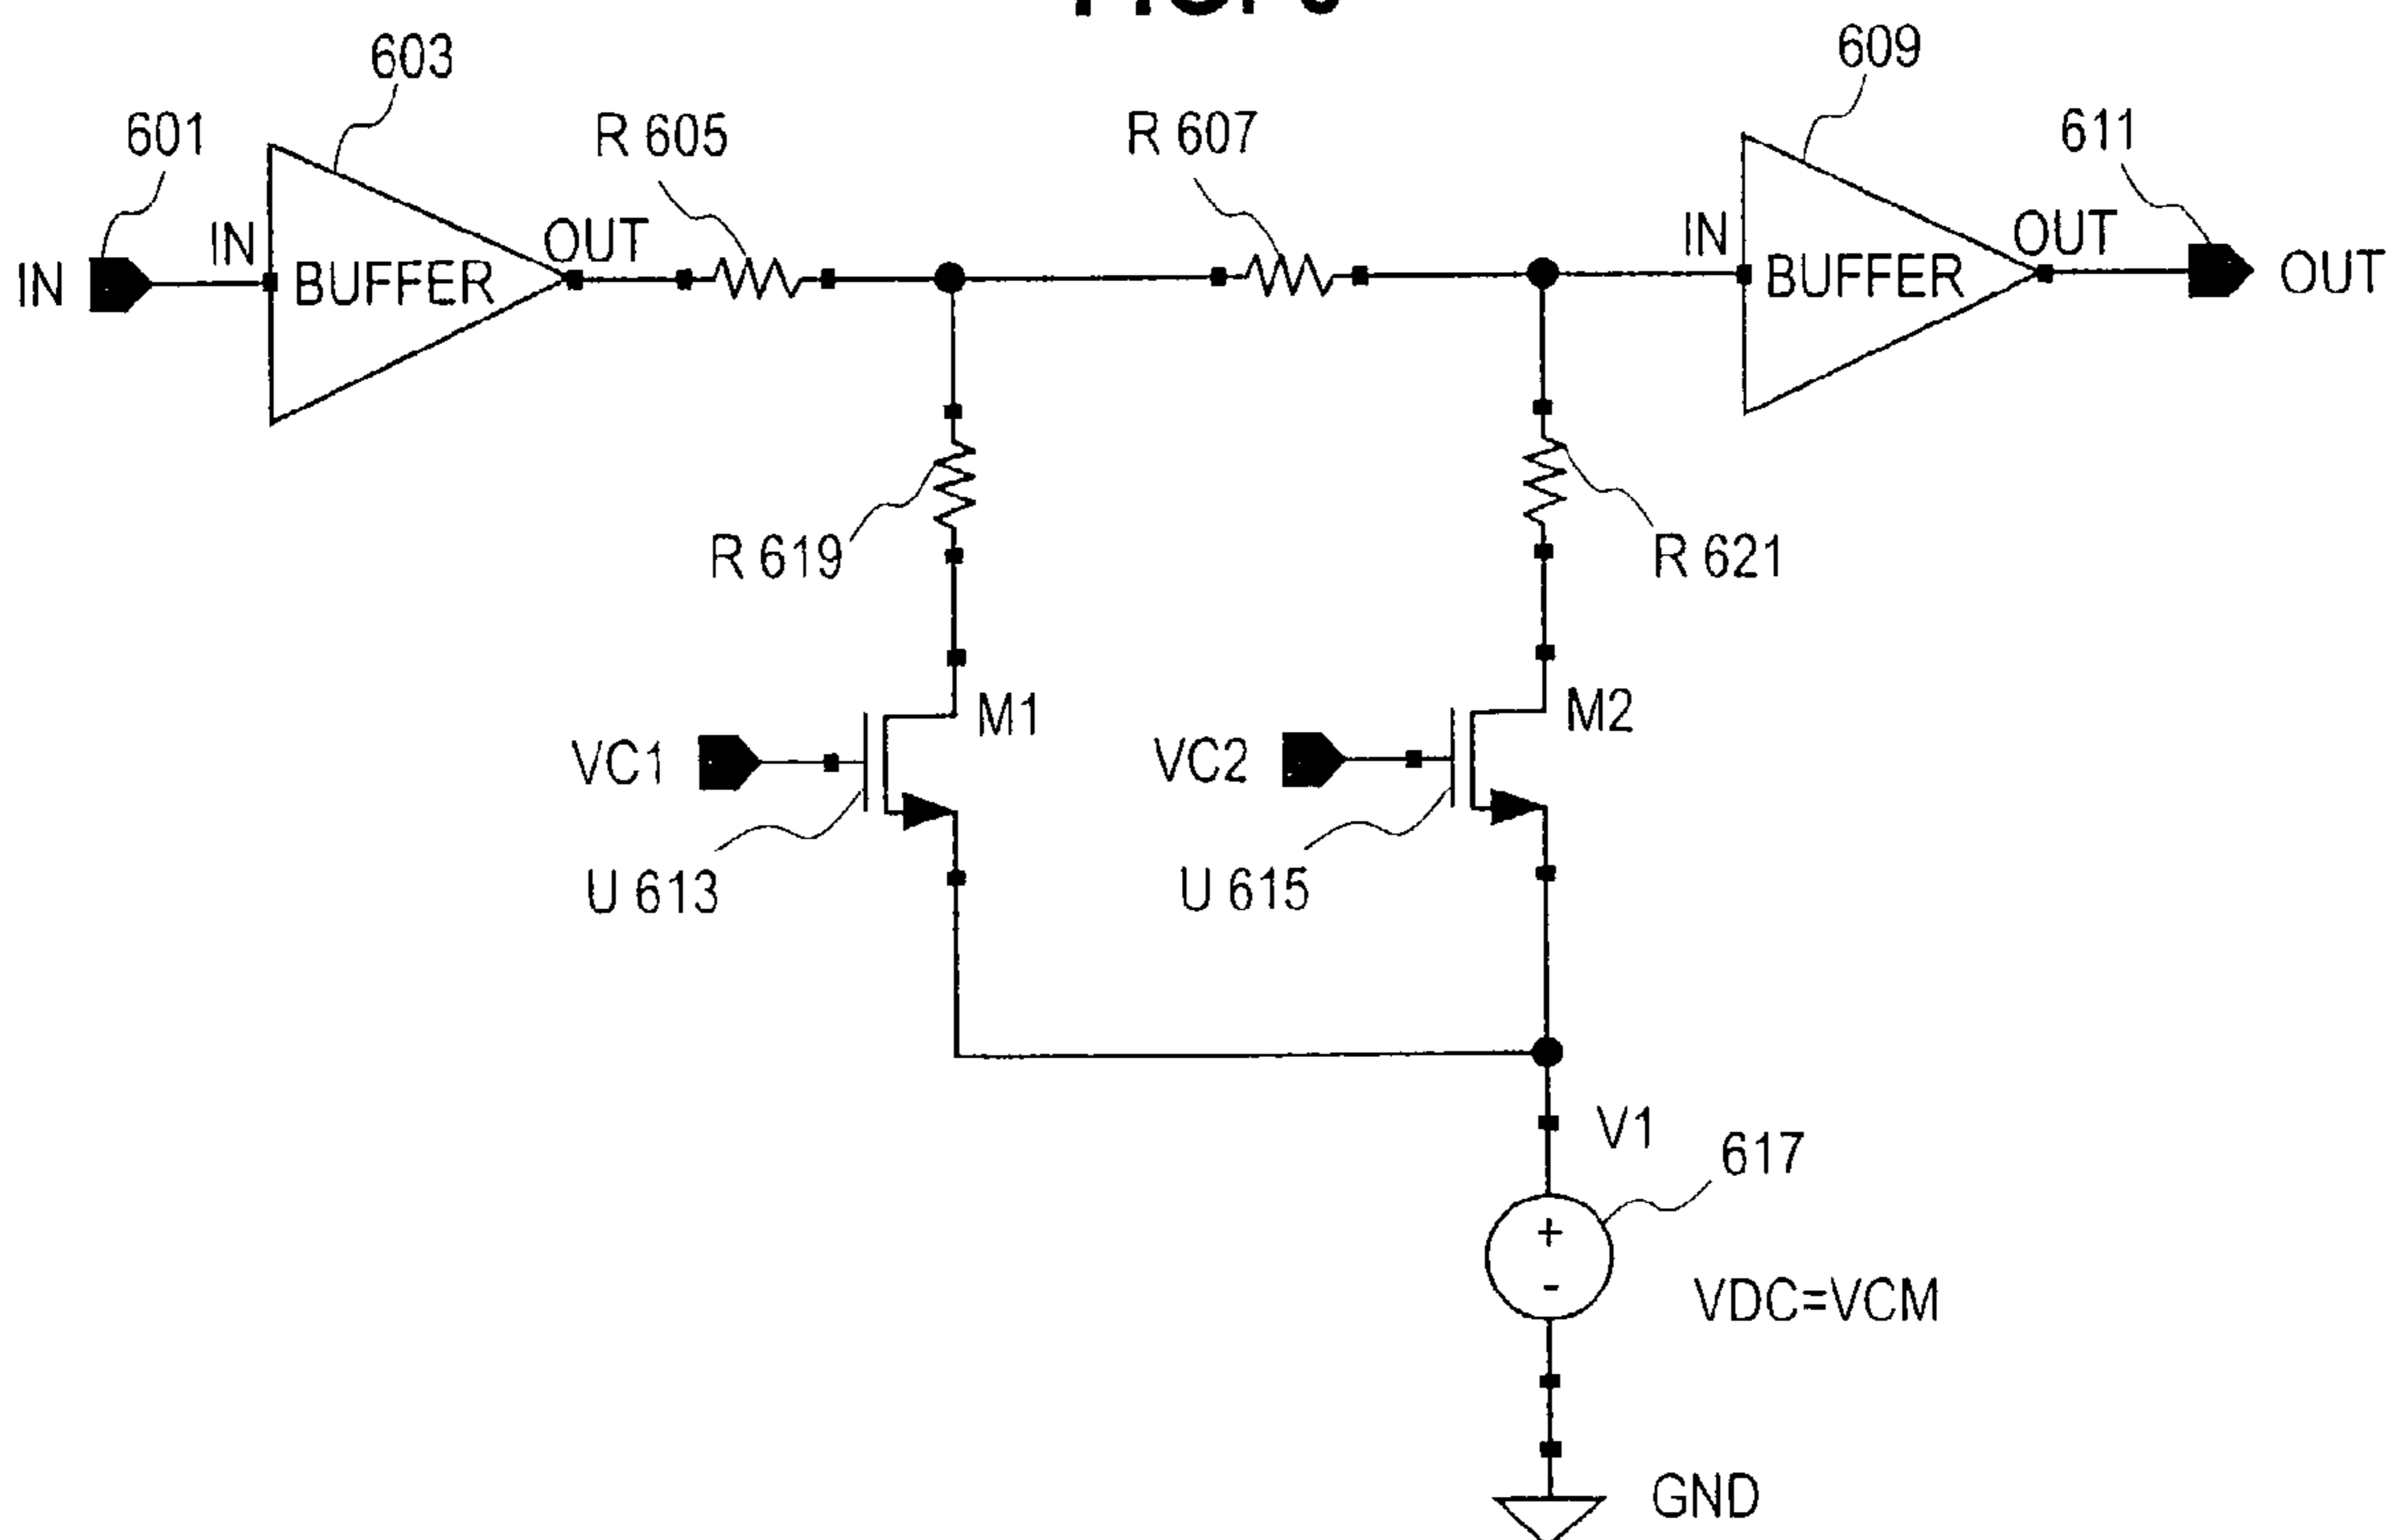 603
609
601
R 605
R 607
611
IN
IN
BUFFER
OUT
IN
BUFFER
OUT
OUT
R 619
R 621
M1
M2
VC1
VC2
U 613
U 615
V1
617
+
-
VDC=VCM
GND